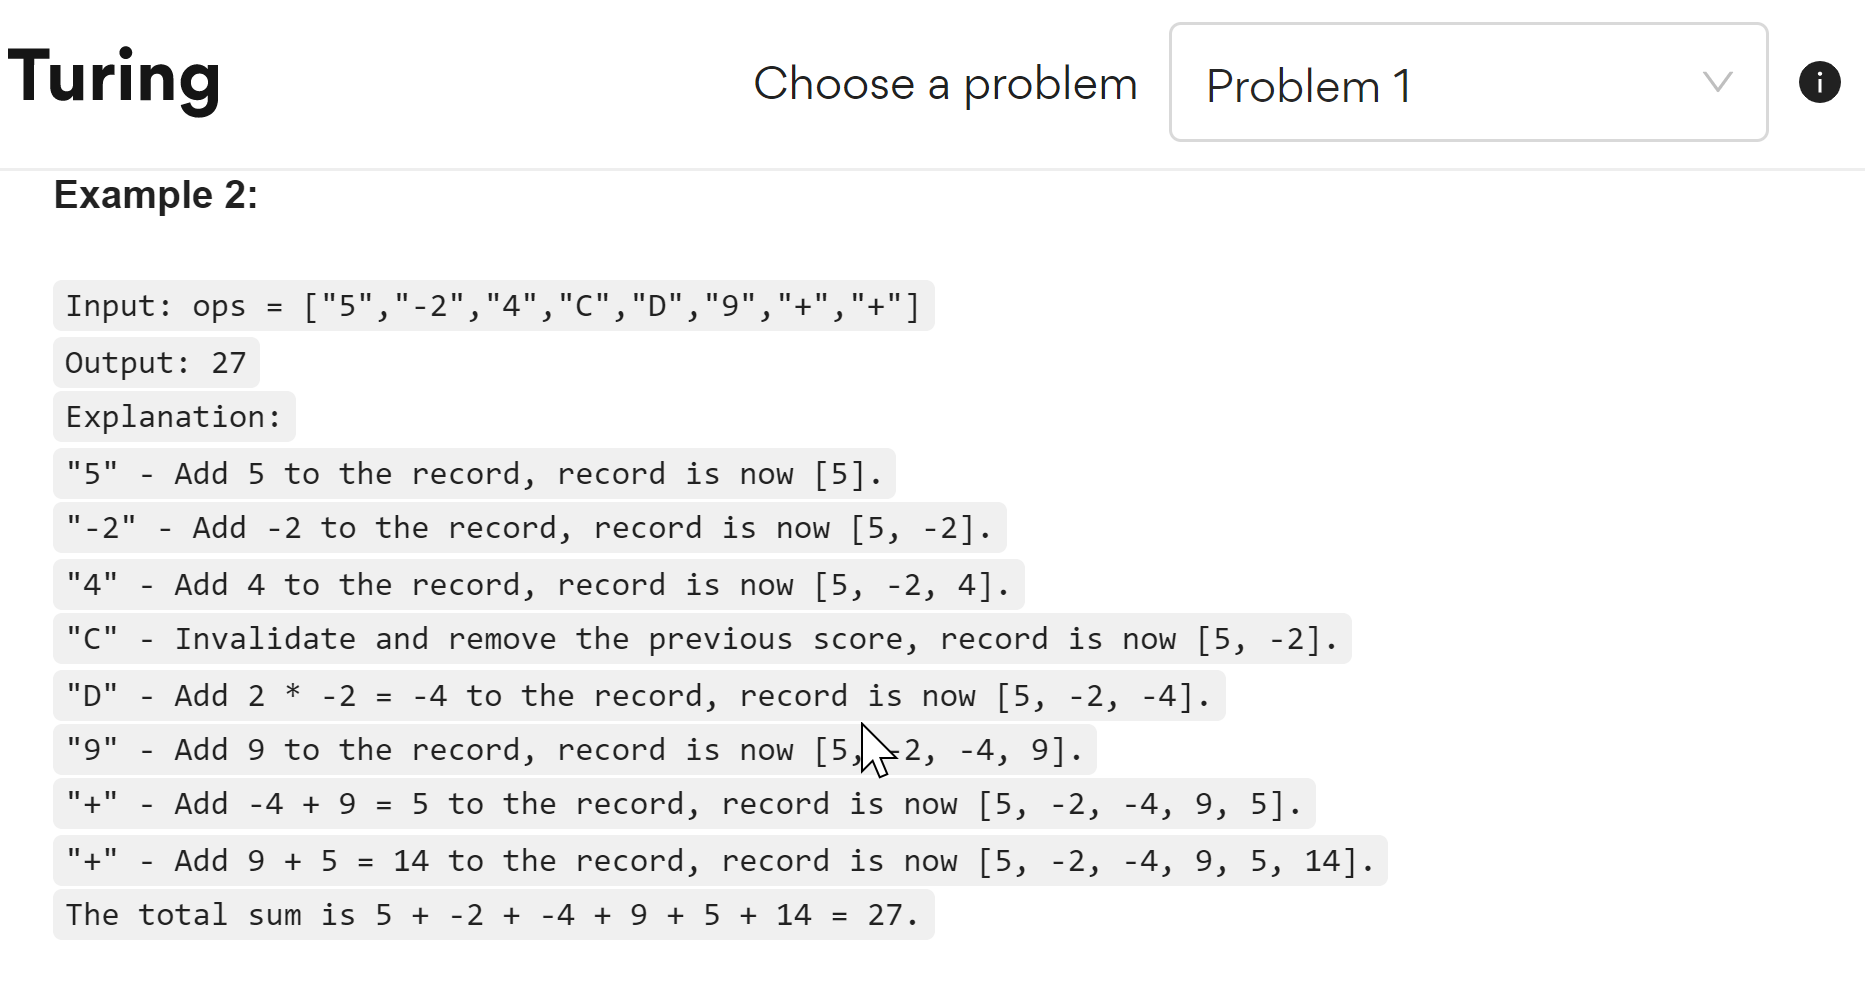 Turing
Choose a problem
Problem 1
i
Example 2:
Input: ops = ["5","-2","4","C","D","9","+","+"]
Output: 27
Explanation:
"5" - Add 5 to the record, record is now [5].
"-2" - Add -2 to the record, record is now [5, -2].
"4" - Add 4 to the record, record is now [5, -2, 4].
"C" - Invalidate and remove the previous score, record is now [5, -2].
"D" - Add 2 * -2 = -4 to the record, record is now [5, -2, -4].
"9" - Add 9 to the record, record is now [5, -2, -4, 9].
"+" - Add -4 + 9 = 5 to the record, record is now [5, -2, -4, 9, 5].
"+" - Add 9 + 5 = 14 to the record, record is now [5, -2, -4, 9, 5, 14].
The total sum is 5 + -2 + -4 + 9 + 5 + 14 = 27.